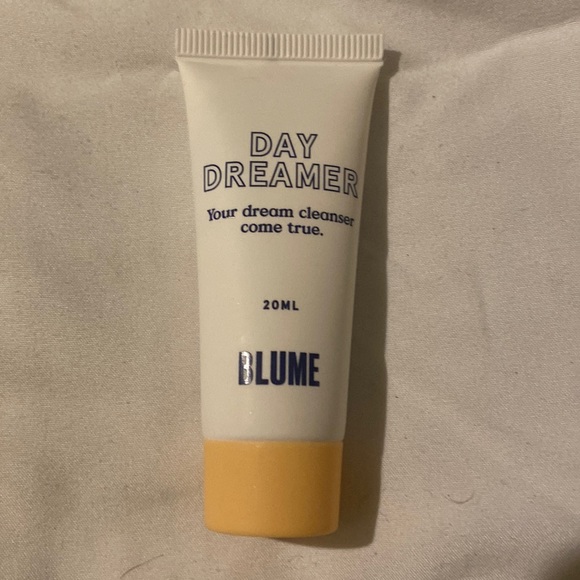 DAY
DREAMER
Your dream cleanser
come true.
20ML
BLUME